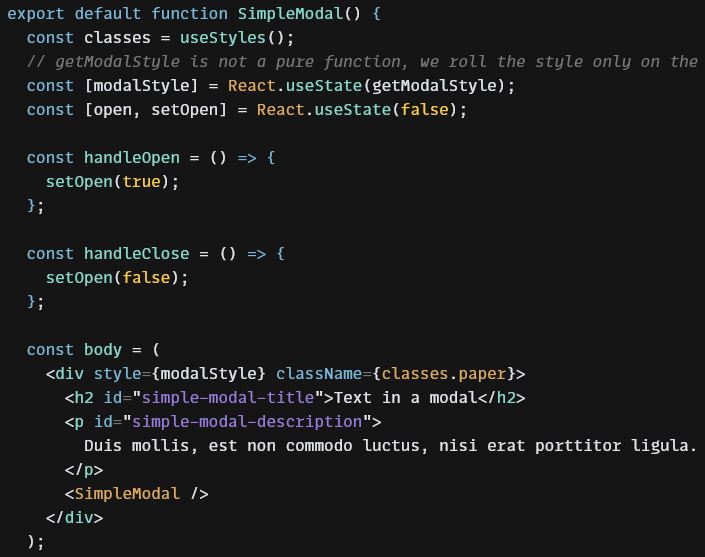 export default function SimpleModal() {
  const classes = useStyles();
  // getModalStyle is not a pure function, we roll the style only on the
  const [modalStyle] = React.useState(getModalStyle);
  const [open, setOpen] = React.useState(false);

  const handleOpen = () => {
    setOpen(true);
  };

  const handleClose = () => {
    setOpen(false);
  };

  const body = (
    <div style={modalStyle} className={classes.paper}>
      <h2 id="simple-modal-title">Text in a modal</h2>
      <p id="simple-modal-description">
        Duis mollis, est non commodo luctus, nisi erat porttitor ligula.
      </p>
      <SimpleModal />
    </div>
  );